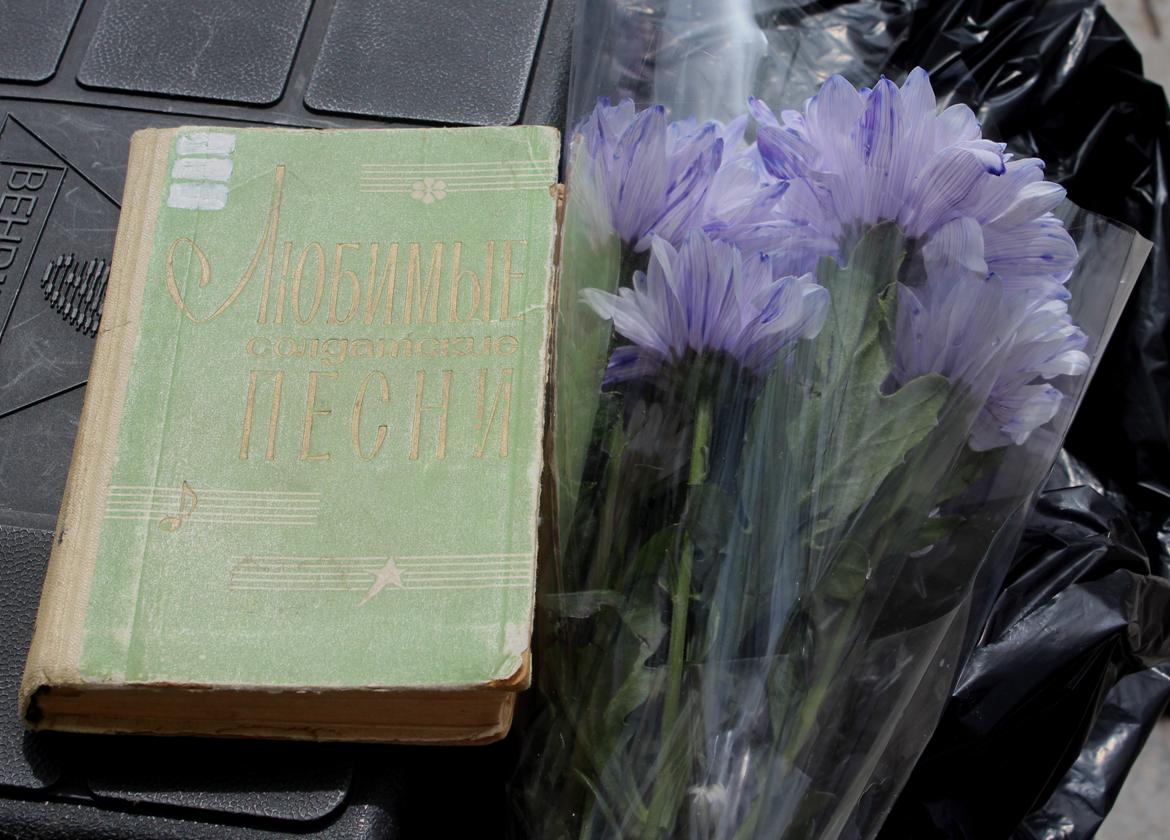 Любимые
солдатские
песни